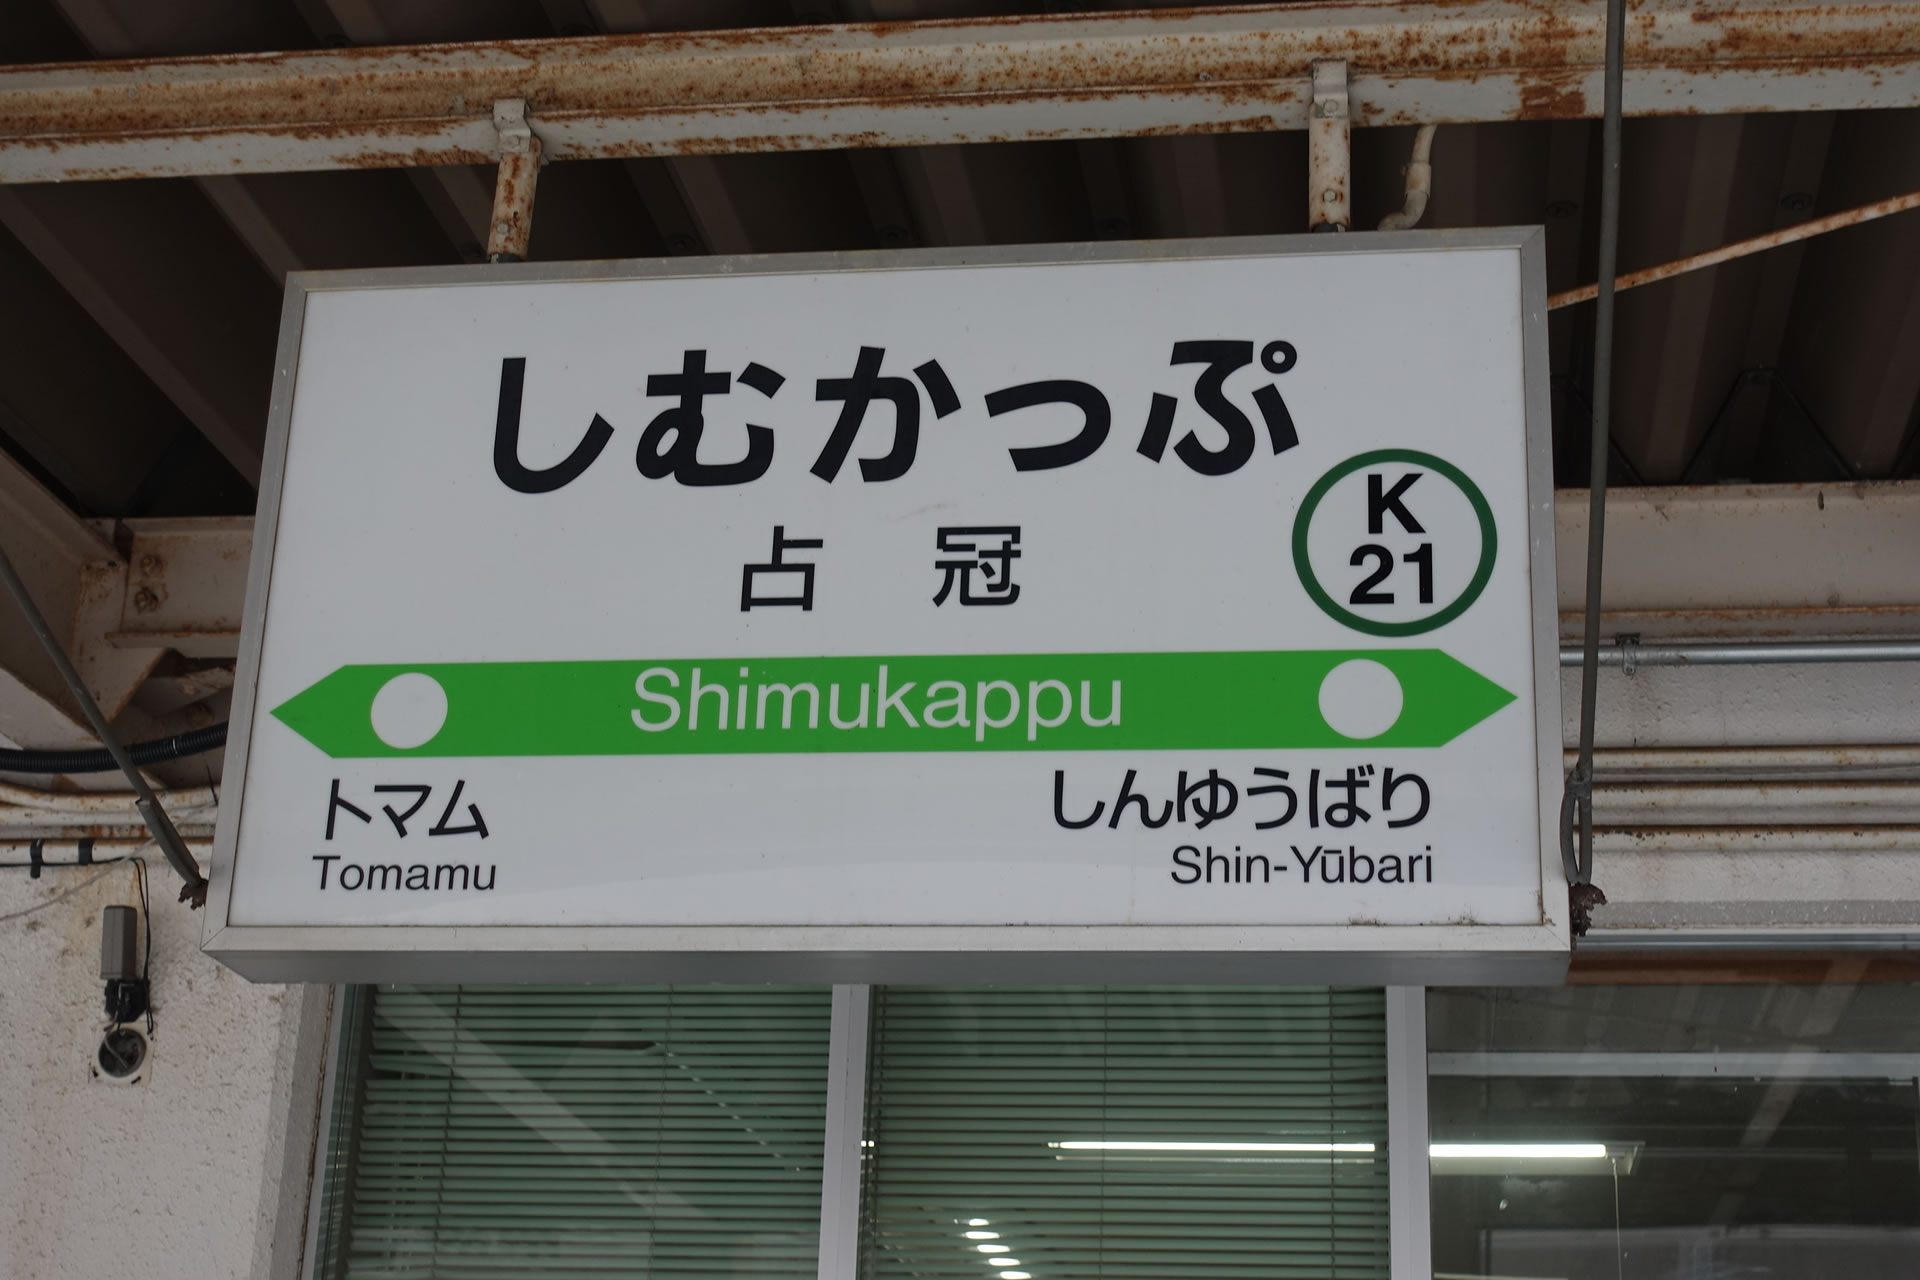 しむかっぷ
占冠
K
21
Shimukappu
トマム
Tomamu
しんゆうばり
Shin-Yūbari